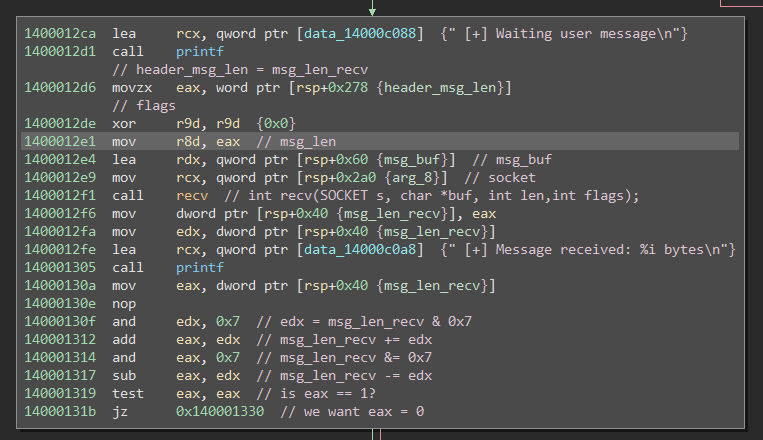 1400012ca lea rcx, qword ptr [data_14000c088] {" [+] Waiting user message\n"}
1400012d1 call printf
// header_msg_len = msg_len_recv
1400012d6 movzx eax, word ptr [rsp+0x278 {header_msg_len}]
// flags
1400012de xor r9d, r9d {0x0}
1400012e1 mov r8d, eax // msg_len
1400012e4 lea rdx, qword ptr [rsp+0x60 {msg_buf}] // msg_buf
1400012e9 mov rcx, qword ptr [rsp+0x2a0 {arg_8}] // socket
1400012f1 call recv // int recv(SOCKET s, char *buf, int len,int flags);
1400012f6 mov dword ptr [rsp+0x40 {msg_len_recv}], eax
1400012fa mov edx, dword ptr [rsp+0x40 {msg_len_recv}]
1400012fe lea rcx, qword ptr [data_14000c0a8] {" [+] Message received: %i bytes\n"}
140001305 call printf
14000130a mov eax, dword ptr [rsp+0x40 {msg_len_recv}]
14000130e nop
14000130f and edx, 0x7 // edx = msg_len_recv & 0x7
140001312 add eax, edx // msg_len_recv += edx
140001314 and eax, 0x7 // msg_len_recv &= 0x7
140001317 sub eax, edx // msg_len_recv -= edx
140001319 test eax, eax // is eax == 1?
14000131b jz 0x140001330 // we want eax = 0